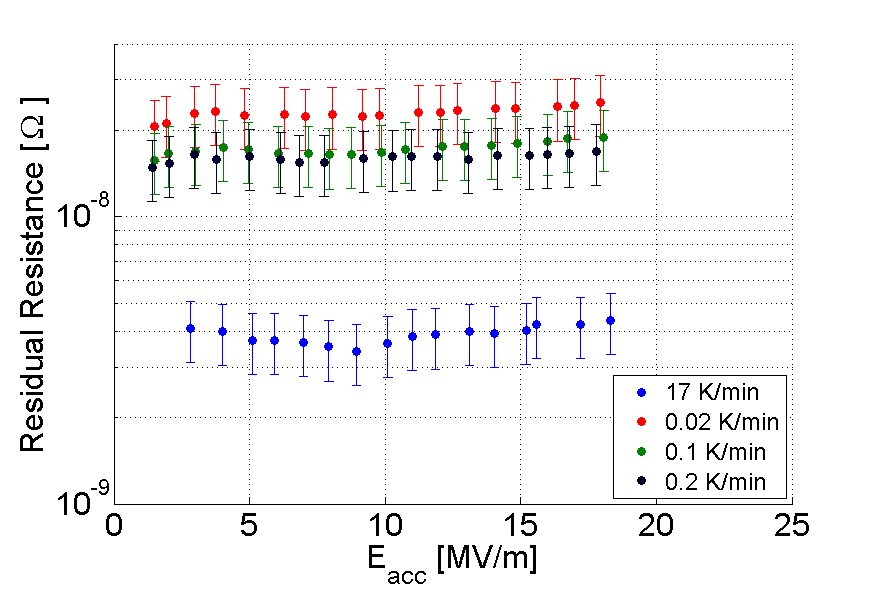 Residual Resistance [ Ω ]
10⁻⁸
10⁻⁹
0 5 10 15 20 25
E_acc [MV/m]
17 K/min
0.02 K/min
0.1 K/min
0.2 K/min